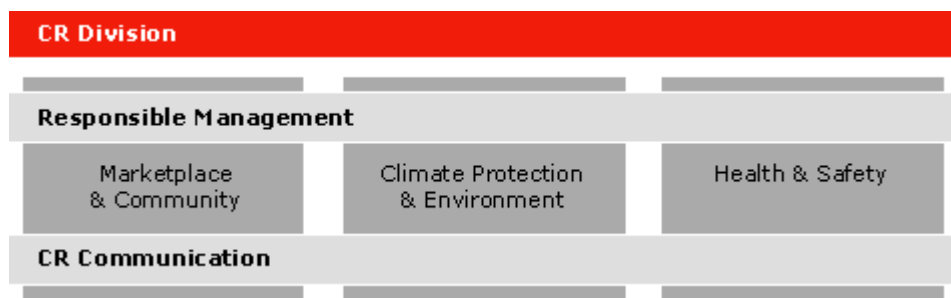 CR Division
Responsible Management
Marketplace
& Community
Climate Protection
& Environment
Health & Safety
CR Communication